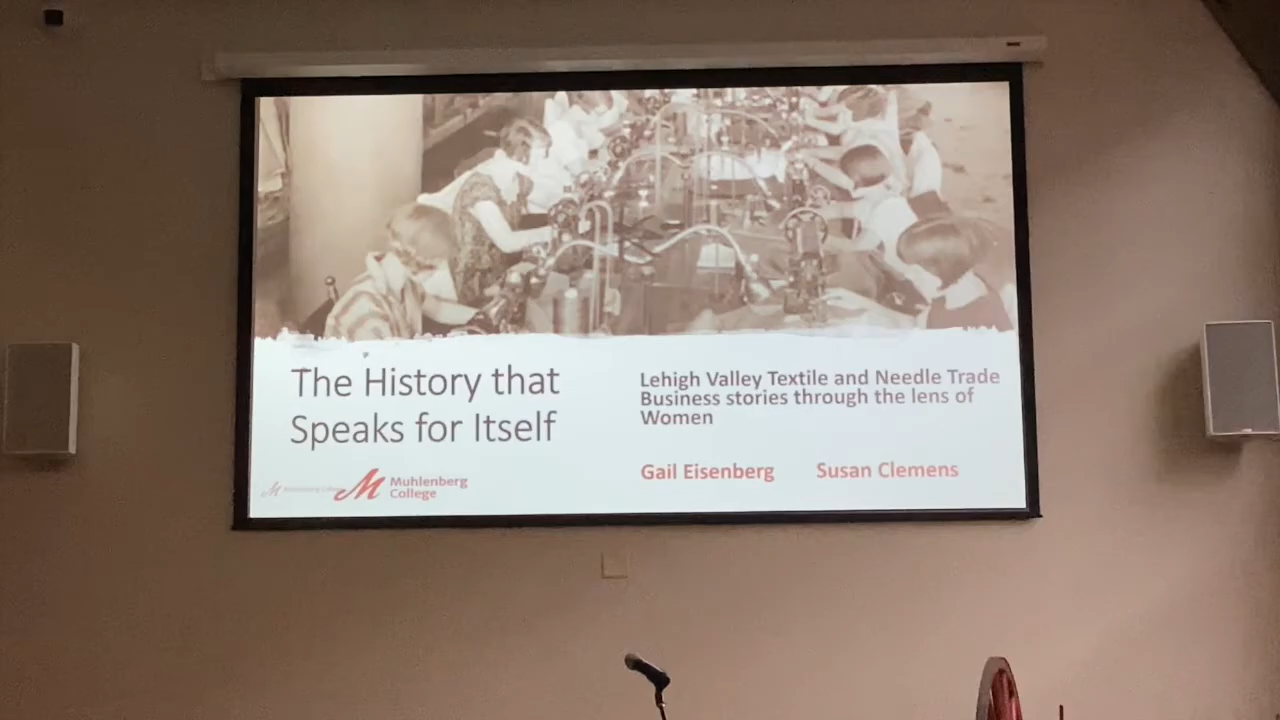 The History that
Speaks for Itself
Lehigh Valley Textile and Needle Trade
Business stories through the lens of
Women
Gail Eisenberg Susan Clemens
Muhlenberg
College